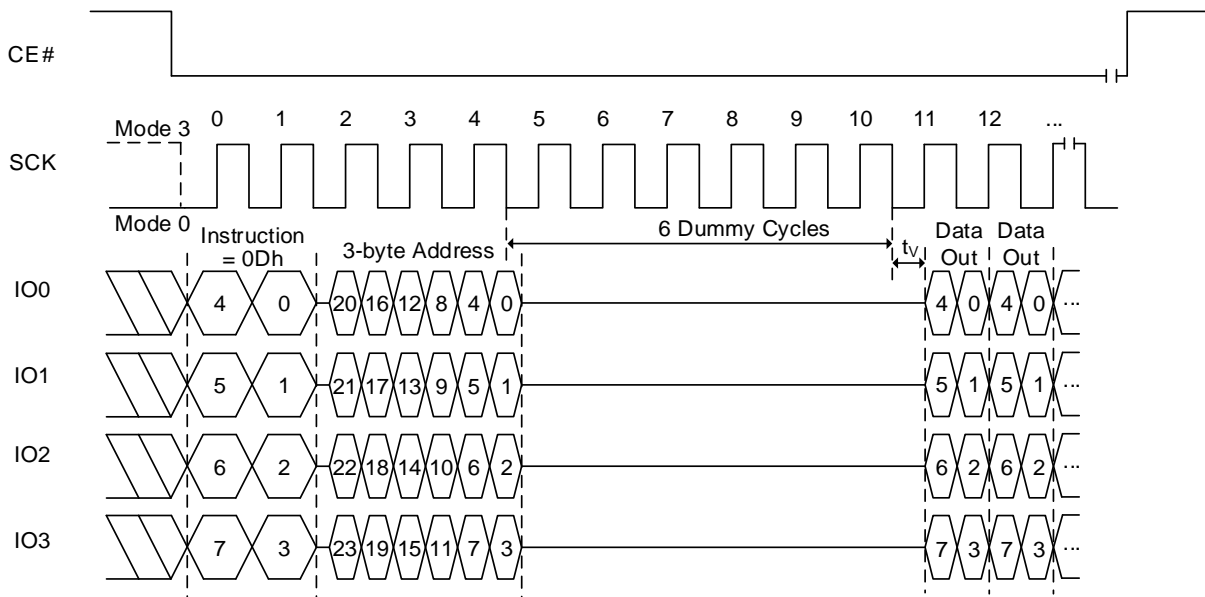 CE#
Mode 3
0 1 2 3 4 5 6 7 8 9 10 11 12 ...
SCK
Mode 0
Instruction
= 0Dh
3-byte Address
6 Dummy Cycles
tV
Data
Out
Data
Out
IO0 4 0 20 16 12 8 4 0 4 0 4 0 ...
IO1 5 1 21 17 13 9 5 1 5 1 5 1 ...
IO2 6 2 22 18 14 10 6 2 6 2 6 2 ...
IO3 7 3 23 19 15 11 7 3 7 3 7 3 ...